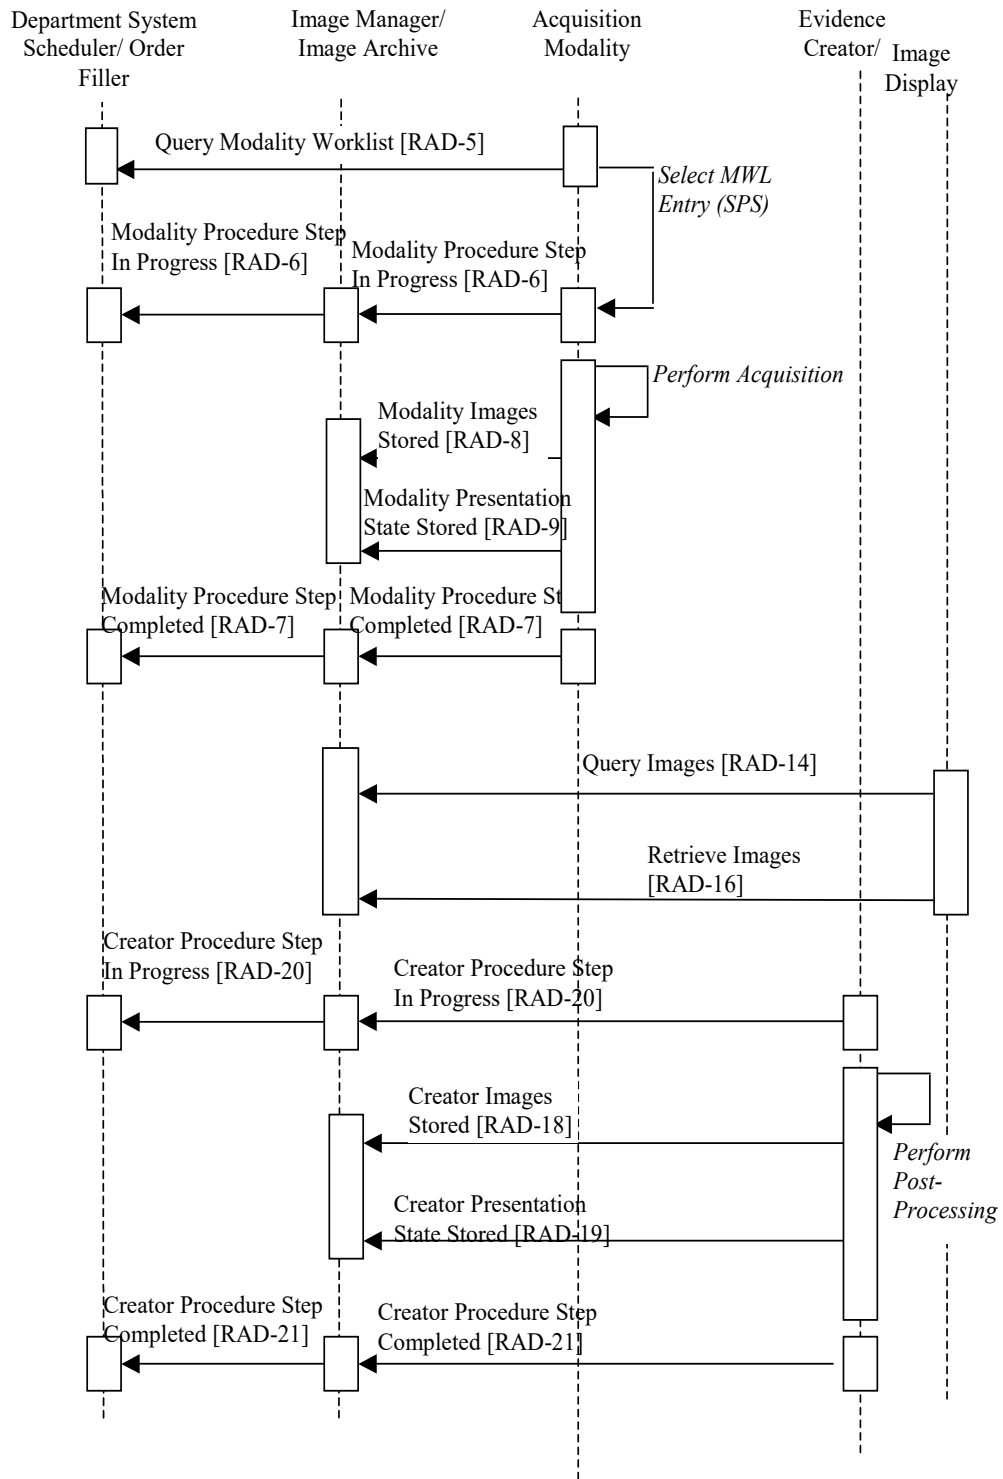 Department System
Scheduler/ Order
Filler
Image Manager/
Image Archive
Acquisition
Modality
Evidence
Creator/
Image
Display
Query Modality Worklist [RAD-5]
Select MWL
Entry (SPS)
Modality Procedure Step
In Progress [RAD-6]
Modality Procedure Step
In Progress [RAD-6]
Perform Acquisition
Modality Images
Stored [RAD-8]
Modality Presentation
State Stored [RAD-9]
Modality Procedure Step
Completed [RAD-7]
Modality Procedure St
Completed [RAD-7]
Query Images [RAD-14]
Retrieve Images
[RAD-16]
Creator Procedure Step
In Progress [RAD-20]
Creator Procedure Step
In Progress [RAD-20]
Creator Images
Stored [RAD-18]
Perform
Post-
Processing
Creator Presentation
State Stored [RAD-19]
Creator Procedure Step
Completed [RAD-21]
Creator Procedure Step
Completed [RAD-21]